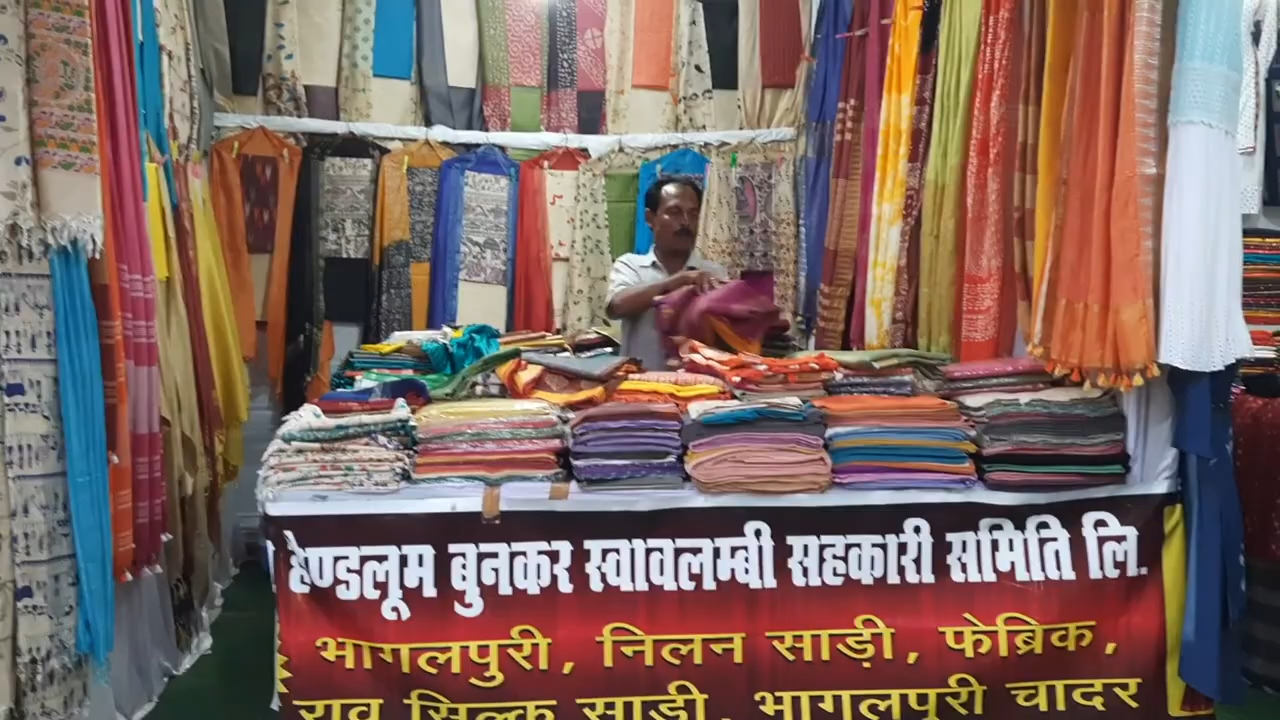 हैण्डलूम बुनकर स्वावलम्बी सहकारी समिति लि.
भागलपुरी, निलन साड़ी, फेब्रिक,
राव सिल्क साड़ी, भागलपुरी चादर